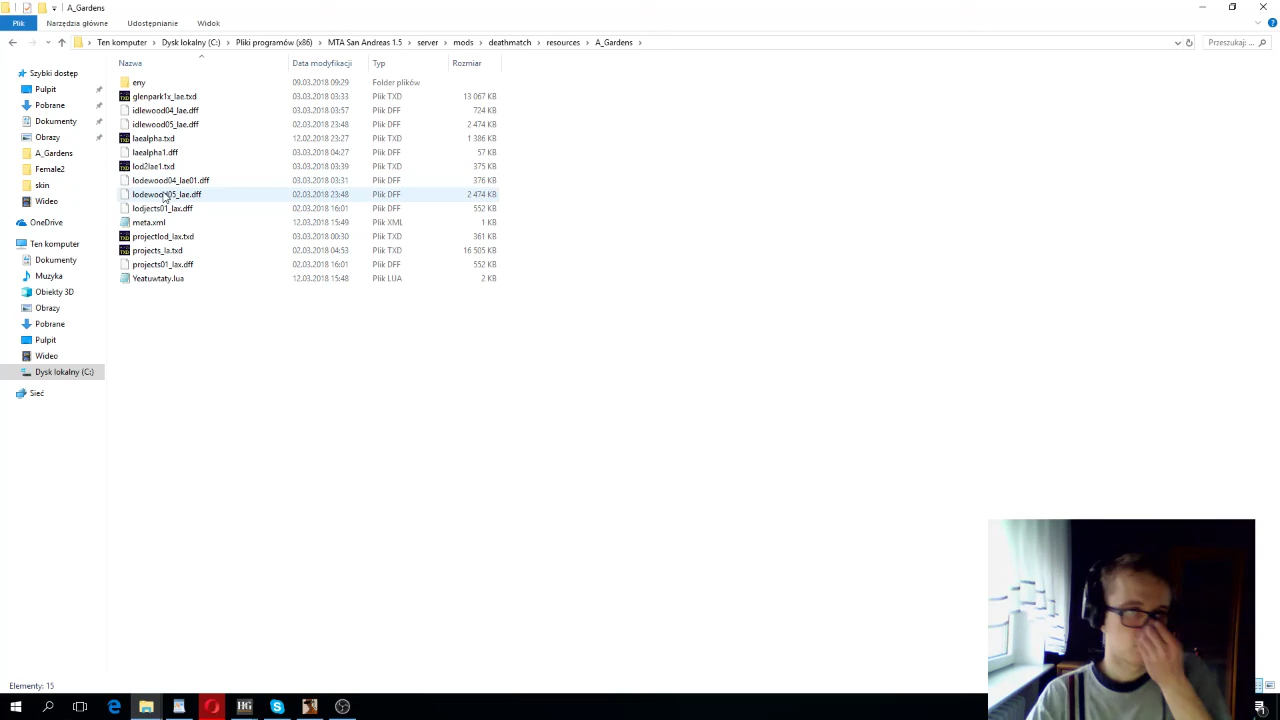 A_Gardens
Plik
Narzędzia główne
Udostępnianie
Widok
Ten komputer
Dysk lokalny (C:)
Pliki programów (x86)
MTA San Andreas 1.5
server
mods
deathmatch
resources
A_Gardens
Przeszukaj: ...
Nazwa
Data modyfikacji
Typ
Rozmiar
Szybki dostęp
Pulpit
Pobrane
Dokumenty
Obrazy
A_Gardens
Female2
skin
Wideo
OneDrive
Ten komputer
Dokumenty
Muzyka
Obiekty 3D
Obrazy
Pobrane
Pulpit
Wideo
Dysk lokalny (C:)
Sieć
eny 09.03.2018 09:29 Folder plików
glenpark1x_lae.txd 03.03.2018 03:33 Plik TXD 13 067 KB
idlewood04_lae.dff 03.03.2018 03:57 Plik DFF 724 KB
idlewood05_lae.dff 02.03.2018 23:48 Plik DFF 2 474 KB
laealpha.txd 12.02.2018 23:27 Plik TXD 1 386 KB
laealpha1.dff 03.03.2018 04:27 Plik DFF 57 KB
lod2lae1.txd 03.03.2018 03:39 Plik TXD 375 KB
lodewood04_lae01.dff 03.03.2018 03:31 Plik DFF 376 KB
lodewood05_lae.dff 02.03.2018 23:48 Plik DFF 2 474 KB
lodjects01_lax.dff 02.03.2018 16:01 Plik DFF 552 KB
meta.xml 12.03.2018 15:49 Plik XML 1 KB
projectlod_lax.txd 03.03.2018 00:30 Plik TXD 361 KB
projects_la.txd 02.03.2018 04:53 Plik TXD 16 505 KB
projects01_lax.dff 02.03.2018 16:01 Plik DFF 552 KB
Yeatuwtaty.lua 12.03.2018 15:48 Plik LUA 2 KB
Elementy: 15
HG